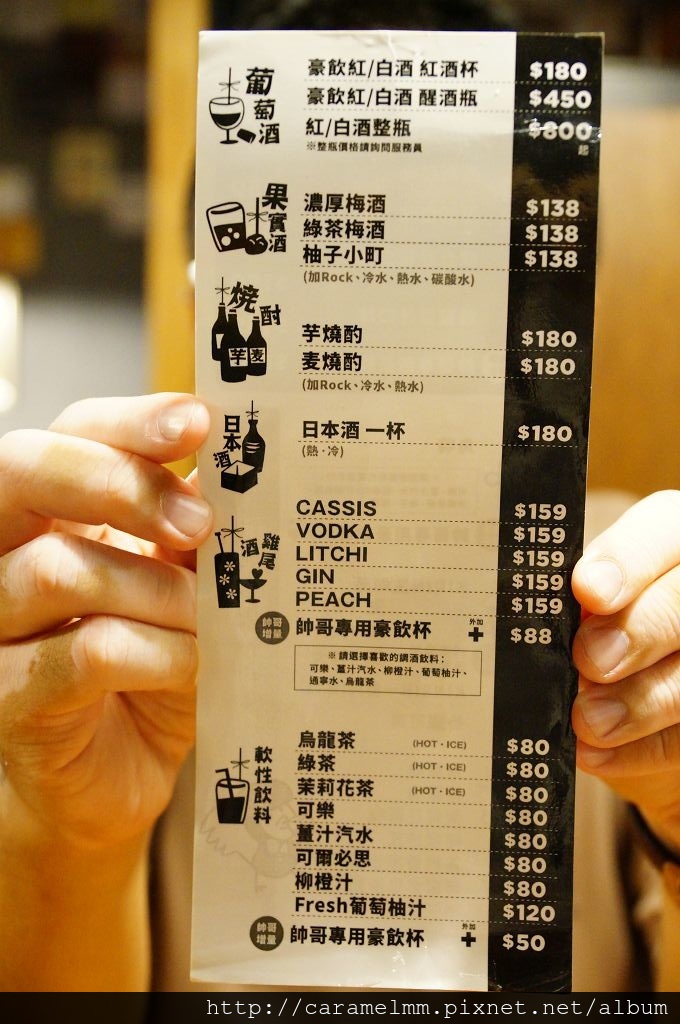 葡萄酒
豪飲紅/白酒 紅酒杯 $180
豪飲紅/白酒 醒酒瓶 $450
紅/白酒整瓶 $800起
※整瓶價格請詢問服務員
果實酒
濃厚梅酒 $138
綠茶梅酒 $138
柚子小町 $138
(加Rock、冷水、熱水、碳酸水)
燒酎
芋 麦
芋燒酌 $180
麦燒酌 $180
(加Rock、冷水、熱水)
日本酒
日本酒 一杯 $180
(熱·冷)
雞尾酒
CASSIS $159
VODKA $159
LITCHI $159
GIN $159
PEACH $159
帥哥增量 帥哥專用豪飲杯 外加+ $88
※請選擇喜歡的調酒飲料：
可樂、薑汁汽水、柳橙汁、葡萄柚汁、
通寧水、烏龍茶
軟性飲料
烏龍茶 (HOT·ICE) $80
綠茶 (HOT·ICE) $80
茉莉花茶 (HOT·ICE) $80
可樂 $80
薑汁汽水 $80
可爾必思 $80
柳橙汁 $80
Fresh葡萄柚汁 $120
帥哥增量 帥哥專用豪飲杯 外加+ $50
http://caramelmm.pixnet.net/album